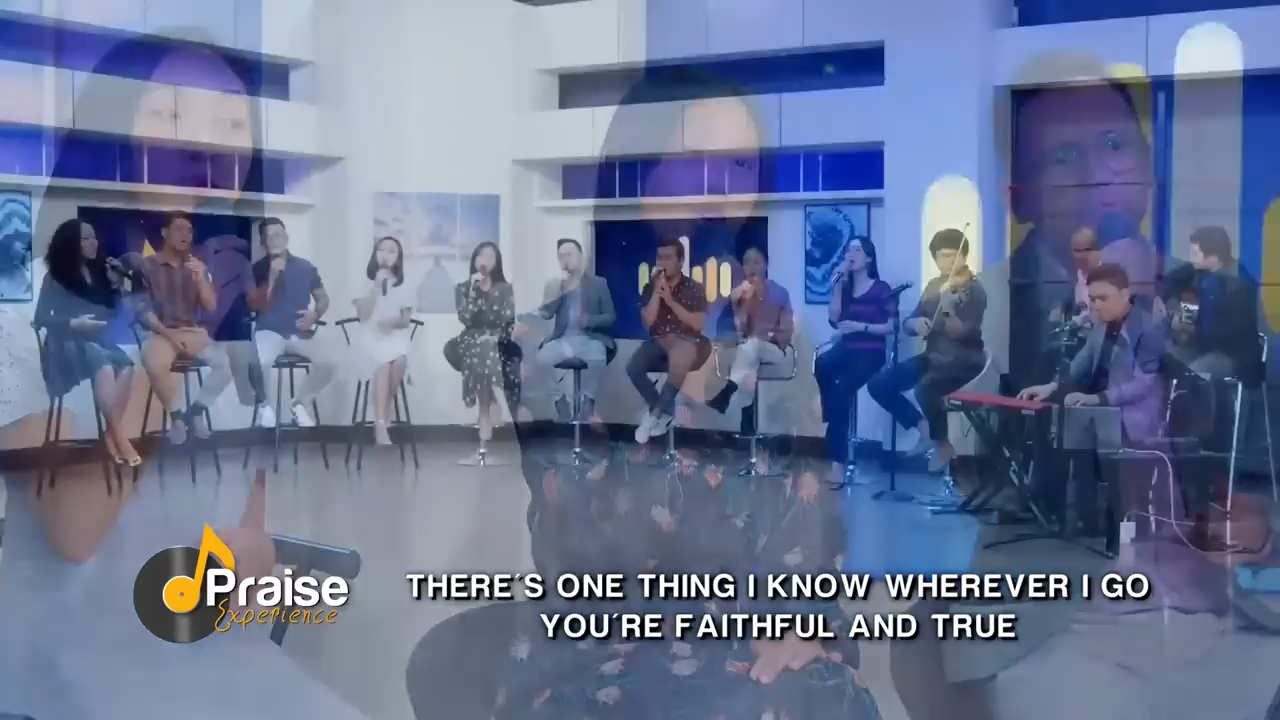 Praise
Experience
THERE'S ONE THING I KNOW WHEREVER I GO
YOU'RE FAITHFUL AND TRUE